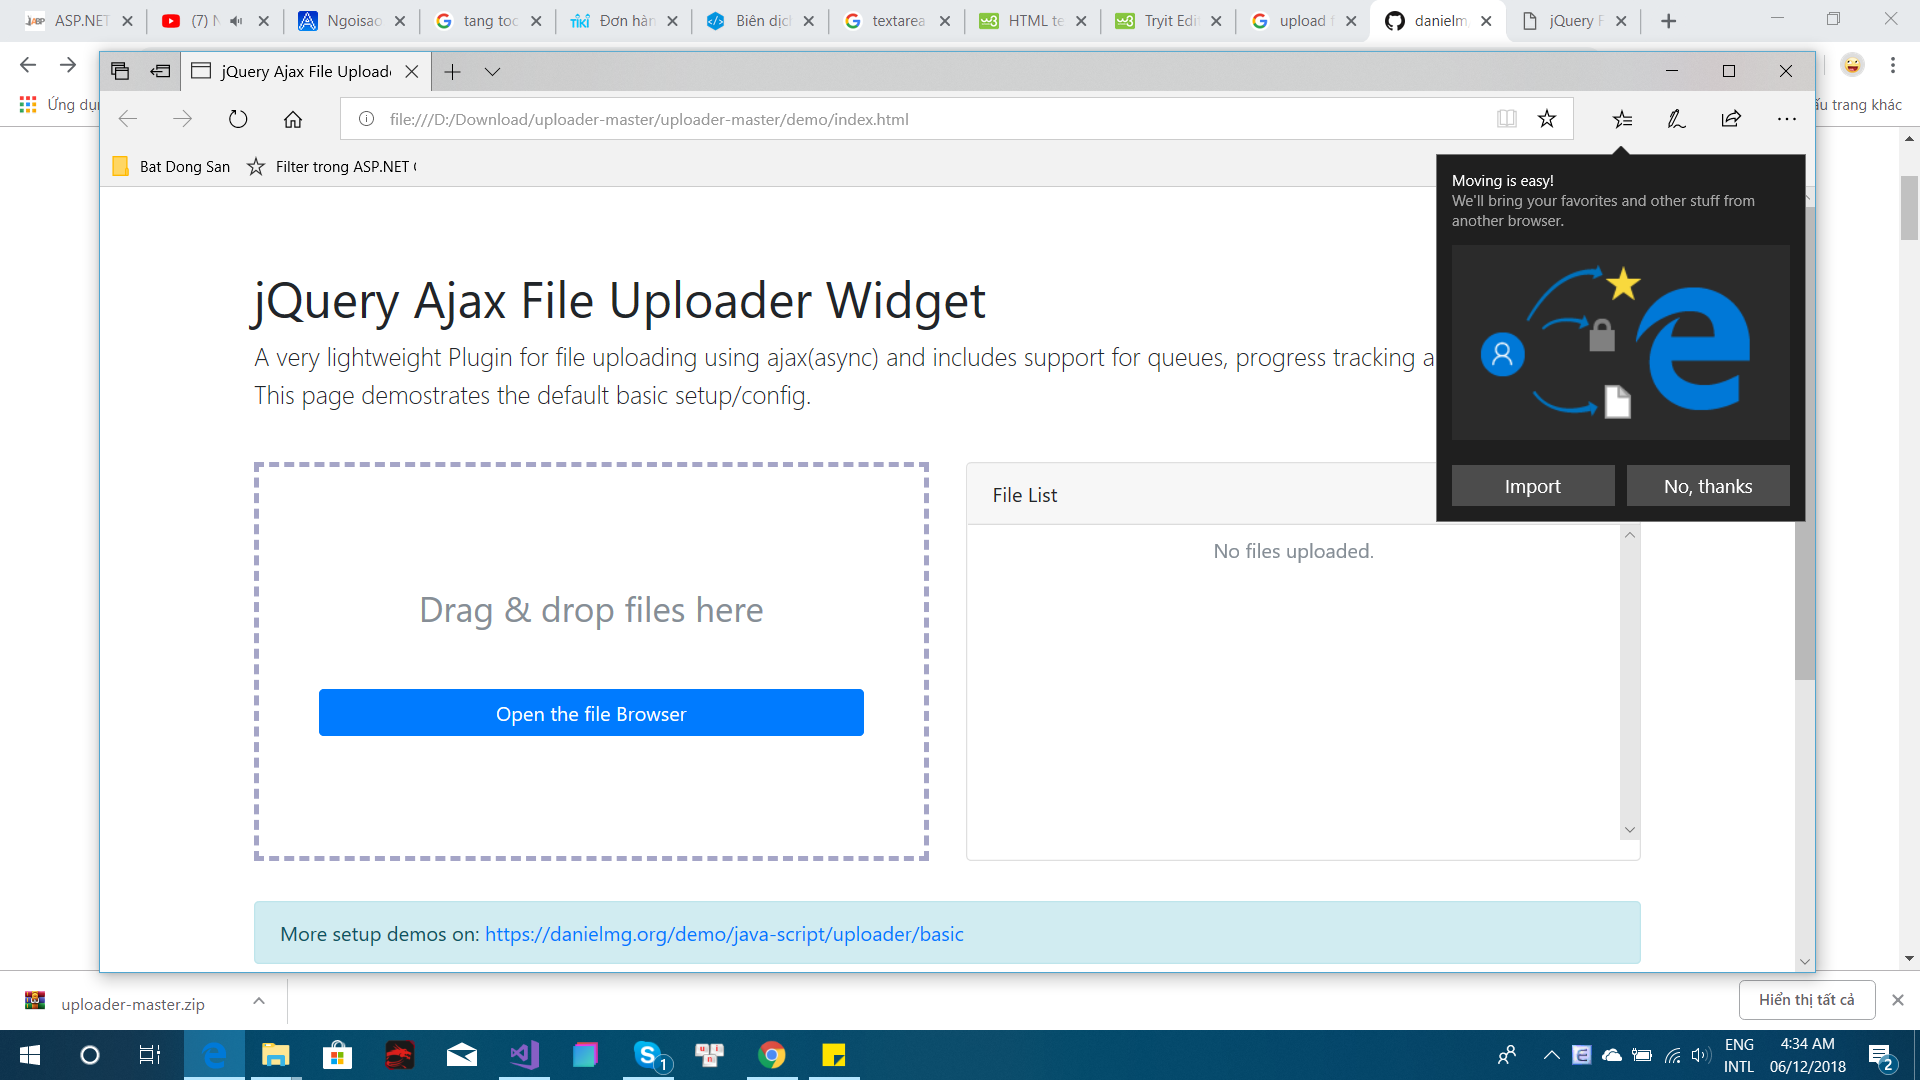 ASP.NET
(7) N
Ngoisao
tang toc
Đơn hàn
Biên dịc
textarea
HTML te
Tryit Edi
upload f
danielm
jQuery F
Ứng dụ
ấu trang khác
jQuery Ajax File Uploade
file:///D:/Download/uploader-master/uploader-master/demo/index.html
Bat Dong San
Filter trong ASP.NET
Moving is easy!
We'll bring your favorites and other stuff from
another browser.
Import
No, thanks
jQuery Ajax File Uploader Widget
A very lightweight Plugin for file uploading using ajax(async) and includes support for queues, progress tracking a
This page demostrates the default basic setup/config.
Drag & drop files here
Open the file Browser
File List
No files uploaded.
More setup demos on: https://danielmg.org/demo/java-script/uploader/basic
uploader-master.zip
Hiển thị tất cả
1
ENG
INTL
4:34 AM
06/12/2018
2